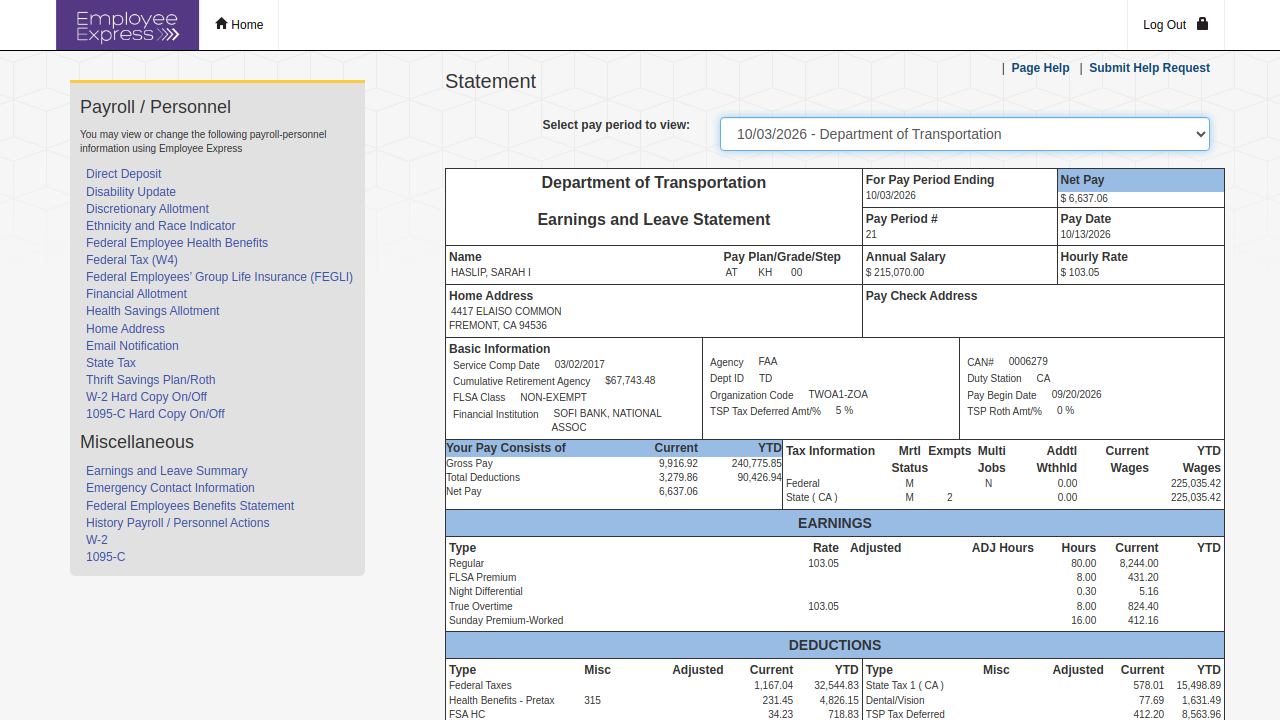 Employee Express
Home
Log Out
| Page Help | Submit Help Request
Payroll / Personnel
You may view or change the following payroll-personnel
information using Employee Express
Direct Deposit
Disability Update
Discretionary Allotment
Ethnicity and Race Indicator
Federal Employee Health Benefits
Federal Tax (W4)
Federal Employees' Group Life Insurance (FEGLI)
Financial Allotment
Health Savings Allotment
Home Address
Email Notification
State Tax
Thrift Savings Plan/Roth
W-2 Hard Copy On/Off
1095-C Hard Copy On/Off
Miscellaneous
Earnings and Leave Summary
Emergency Contact Information
Federal Employees Benefits Statement
History Payroll / Personnel Actions
W-2
1095-C
Statement
Select pay period to view: 10/03/2026 - Department of Transportation
Department of Transportation
Earnings and Leave Statement
For Pay Period Ending
10/03/2026
Net Pay
$ 6,637.06
Pay Period #
21
Pay Date
10/13/2026
Name Pay Plan/Grade/Step
HASLIP, SARAH I AT KH 00
Annual Salary
$ 215,070.00
Hourly Rate
$ 103.05
Home Address
4417 ELAISO COMMON
FREMONT, CA 94536
Pay Check Address
Basic Information
Service Comp Date 03/02/2017
Cumulative Retirement Agency $67,743.48
FLSA Class NON-EXEMPT
Financial Institution SOFI BANK, NATIONAL
ASSOC
Agency FAA
Dept ID TD
Organization Code TWOA1-ZOA
TSP Tax Deferred Amt/% 5 %
CAN# 0006279
Duty Station CA
Pay Begin Date 09/20/2026
TSP Roth Amt/% 0 %
Your Pay Consists of Current YTD
Gross Pay 9,916.92 240,775.85
Total Deductions 3,279.86 90,426.94
Net Pay 6,637.06
Tax Information Mrtl Exmpts Multi Addtl Current YTD
Status Jobs Wthhld Wages Wages
Federal M N 0.00 225,035.42
State ( CA ) M 2 0.00 225,035.42
EARNINGS
Type Rate Adjusted ADJ Hours Hours Current YTD
Regular 103.05 80.00 8,244.00
FLSA Premium 8.00 431.20
Night Differential 0.30 5.16
True Overtime 103.05 8.00 824.40
Sunday Premium-Worked 16.00 412.16
DEDUCTIONS
Type Misc Adjusted Current YTD Type Misc Adjusted Current YTD
Federal Taxes 1,167.04 32,544.83 State Tax 1 ( CA ) 578.01 15,498.89
Health Benefits - Pretax 315 231.45 4,826.15 Dental/Vision 77.69 1,631.49
FSA HC 34.23 718.83 TSP Tax Deferred 412.20 8,563.96